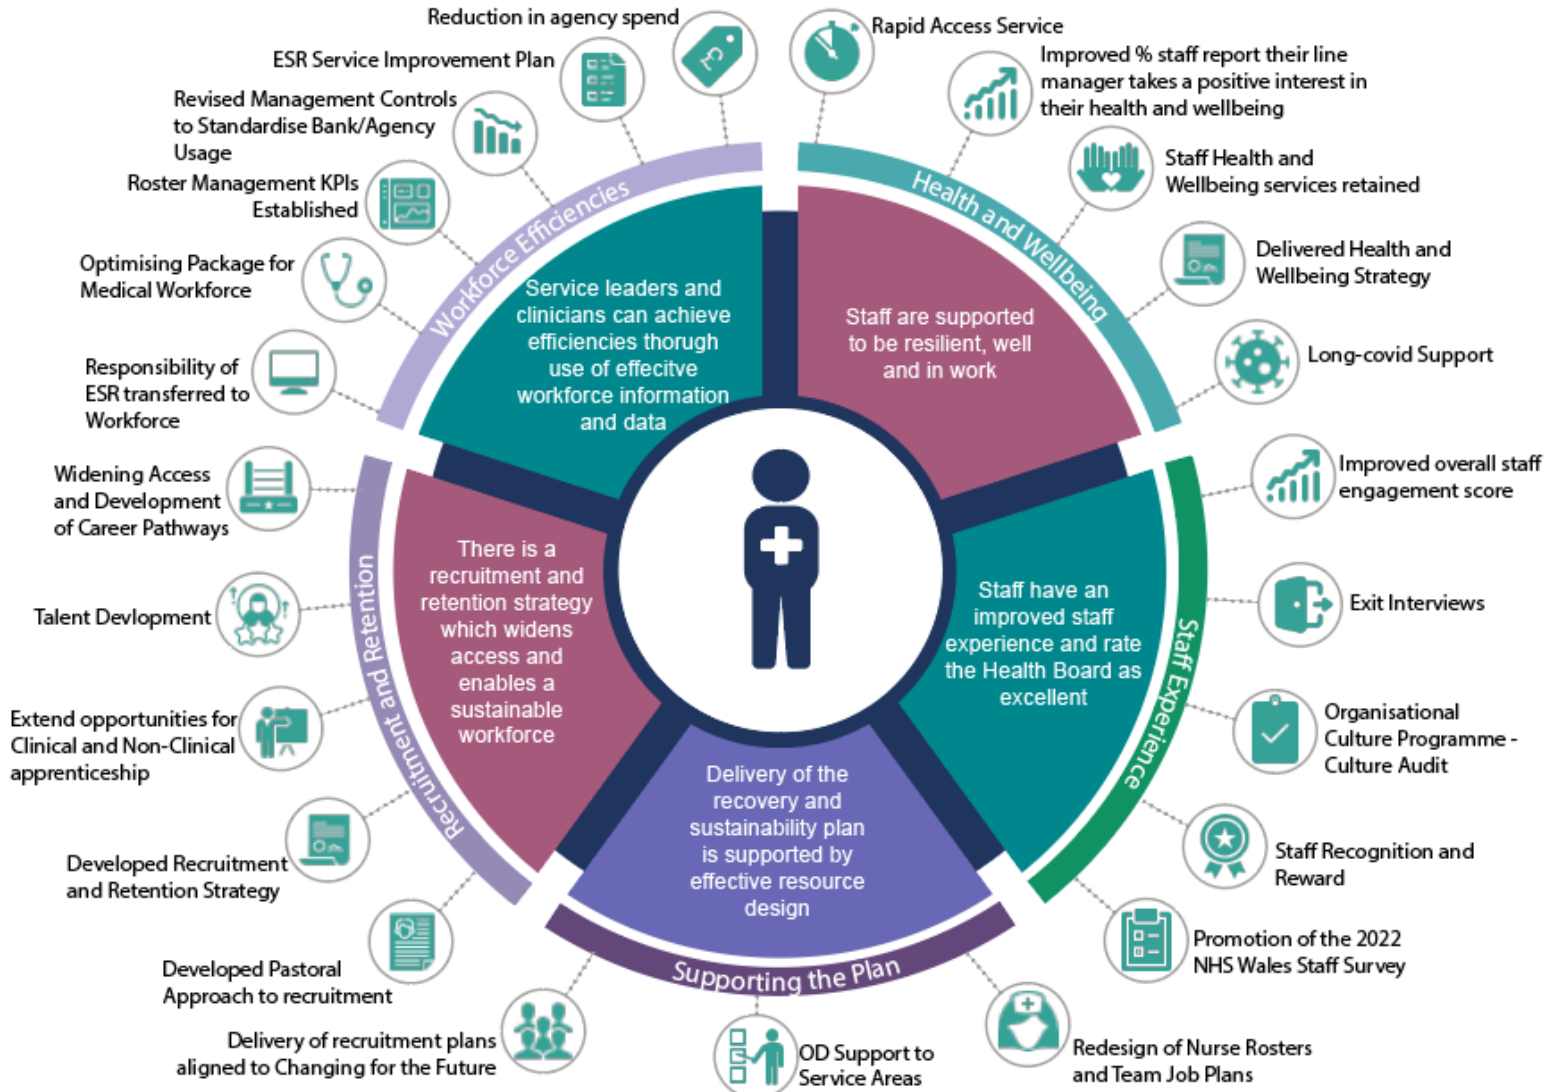 Reduction in agency spend
ESR Service Improvement Plan
Revised Management Controls
to Standardise Bank/Agency
Usage
Roster Management KPIs
Established
Optimising Package for
Medical Workforce
Responsibility of
ESR transferred to
Workforce
Workforce Efficiencies
Service leaders and
clinicians can achieve
efficiencies thorugh
use of effecitve
workforce information
and data
Rapid Access Service
Improved % staff report their line
manager takes a positive interest in
their health and wellbeing
Staff Health and
Wellbeing services retained
Delivered Health and
Wellbeing Strategy
Long-covid Support
Health and Wellbeing
Staff are supported
to be resilient, well
and in work
Improved overall staff
engagement score
Exit Interviews
Organisational
Culture Programme -
Culture Audit
Staff Recognition and
Reward
Promotion of the 2022
NHS Wales Staff Survey
Staff Experience
Staff have an
improved staff
experience and rate
the Health Board as
excellent
Widening Access
and Development
of Career Pathways
Talent Devlopment
Extend opportunities for
Clinical and Non-Clinical
apprenticeship
Developed Recruitment
and Retention Strategy
Developed Pastoral
Approach to recruitment
Recruitment and Retention
There is a
recruitment and
retention strategy
which widens
access and
enables a
sustainable
workforce
Delivery of the
recovery and
sustainability plan
is supported by
effective resource
design
Supporting the Plan
Delivery of recruitment plans
aligned to Changing for the Future
OD Support to
Service Areas
Redesign of Nurse Rosters
and Team Job Plans